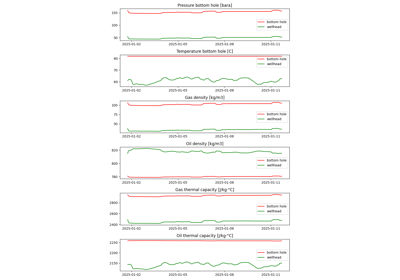 Pressure bottom hole [bara]
150
100
50
bottom hole
wellhead
2025-01-02 2025-01-05 2025-01-08 2025-01-11
Temperature bottom hole [C]
80
70
60
bottom hole
wellhead
2025-01-02 2025-01-05 2025-01-08 2025-01-11
Gas density [kg/m3]
100
75
50
bottom hole
wellhead
2025-01-02 2025-01-05 2025-01-08 2025-01-11
Oil density [kg/m3]
820
800
780
bottom hole
wellhead
2025-01-02 2025-01-05 2025-01-08 2025-01-11
Gas thermal capacity [J/kg·°C]
2800
2600
2400
bottom hole
wellhead
2025-01-02 2025-01-05 2025-01-08 2025-01-11
Oil thermal capacity [J/kg·°C]
2250
2200
2150
bottom hole
wellhead
2025-01-02 2025-01-05 2025-01-08 2025-01-11